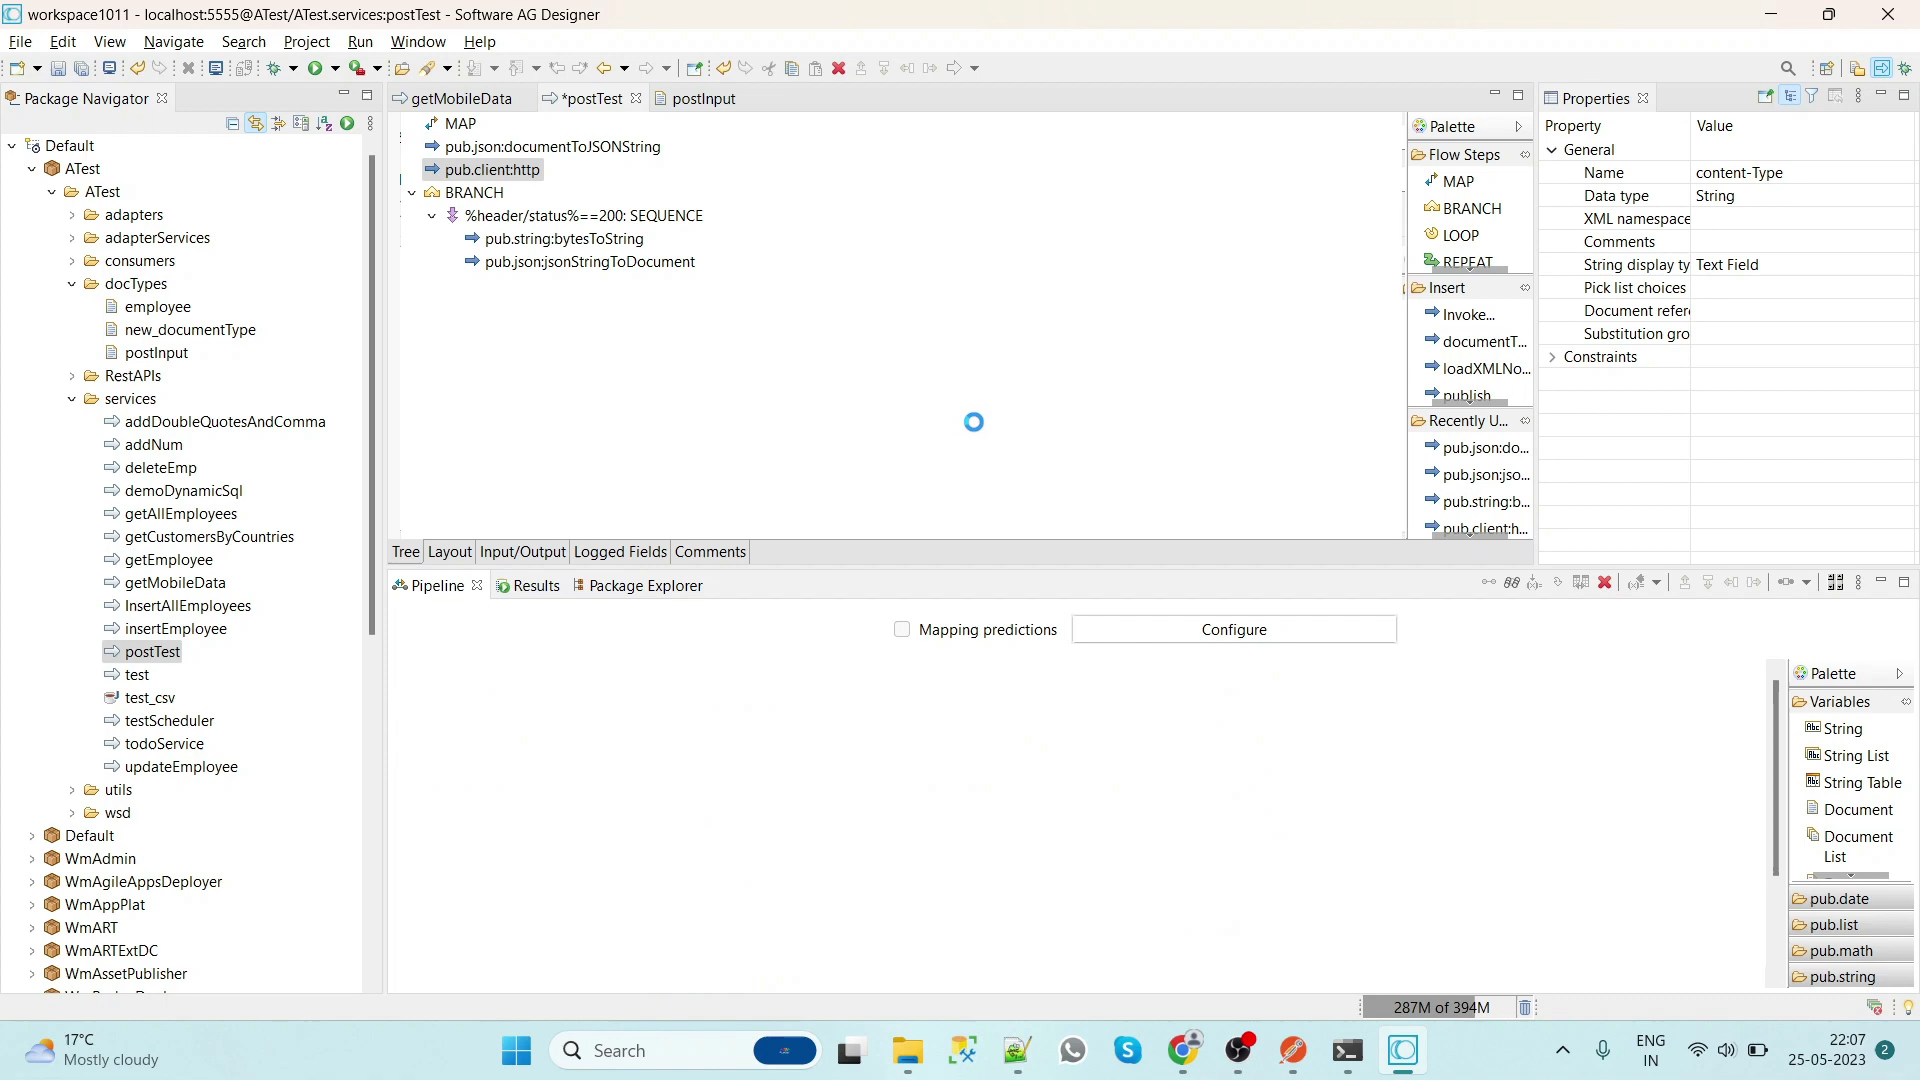 workspace1011 - localhost:5555@ATest/ATest.services:postTest - Software AG Designer
File Edit View Navigate Search Project Run Window Help
Package Navigator
Default
ATest
ATest
adapters
adapterServices
consumers
docTypes
employee
new_documentType
postInput
RestAPIs
services
addDoubleQuotesAndComma
addNum
deleteEmp
demoDynamicSql
getAllEmployees
getCustomersByCountries
getEmployee
getMobileData
InsertAllEmployees
insertEmployee
postTest
test
test_csv
testScheduler
todoService
updateEmployee
utils
wsd
Default
WmAdmin
WmAgileAppsDeployer
WmAppPlat
WmART
WmARTExtDC
WmAssetPublisher
getMobileData *postTest postInput
MAP
pub.json:documentToJSONString
pub.client:http
BRANCH
%header/status%==200: SEQUENCE
pub.string:bytesToString
pub.json:jsonStringToDocument
Tree Layout Input/Output Logged Fields Comments
Palette
Flow Steps
MAP
BRANCH
LOOP
REPEAT
Insert
Invoke...
documentT...
loadXMLNo...
publish
Recently U...
pub.json:do...
pub.json:jso...
pub.string:b...
pub.client:h...
Properties
Property Value
General
Name content-Type
Data type String
XML namespace
Comments
String display ty Text Field
Pick list choices
Document refere
Substitution gro
Constraints
Pipeline Results Package Explorer
Mapping predictions Configure
Palette
Variables
String
String List
String Table
Document
Document
List
pub.date
pub.list
pub.math
pub.string
287M of 394M
17°C
Mostly cloudy
Search
ENG
IN
22:07
25-05-2023
2